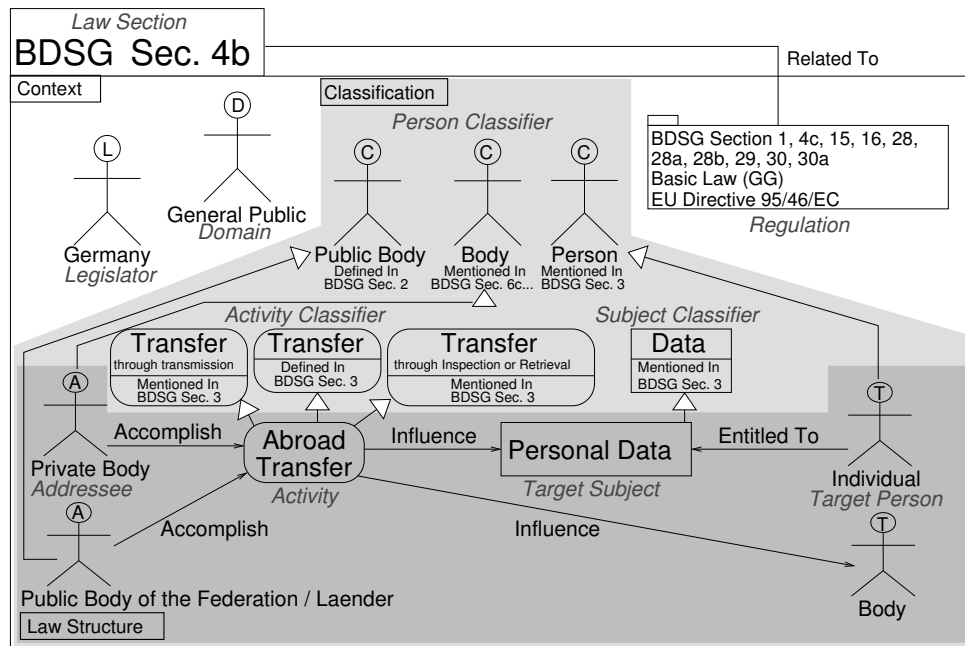 Law Section
BDSG Sec. 4b
Related To
Context
Classification
D
Person Classifier
L
C
C
C
BDSG Section 1, 4c, 15, 16, 28,
28a, 28b, 29, 30, 30a
Basic Law (GG)
EU Directive 95/46/EC
Regulation
General Public
Domain
Germany
Legislator
Public Body
Defined In
BDSG Sec. 2
Body
Mentioned In
BDSG Sec. 6c...
Person
Mentioned In
BDSG Sec. 3
Activity Classifier
Subject Classifier
Transfer
through transmission
Mentioned In
BDSG Sec. 3
Transfer
Defined In
BDSG Sec. 3
Transfer
through Inspection or Retrieval
Mentioned In
BDSG Sec. 3
Data
Mentioned In
BDSG Sec. 3
A
T
Accomplish
Abroad
Transfer
Activity
Influence
Personal Data
Target Subject
Entitled To
Private Body
Addressee
Individual
Target Person
A
Accomplish
Influence
T
Public Body of the Federation / Laender
Body
Law Structure